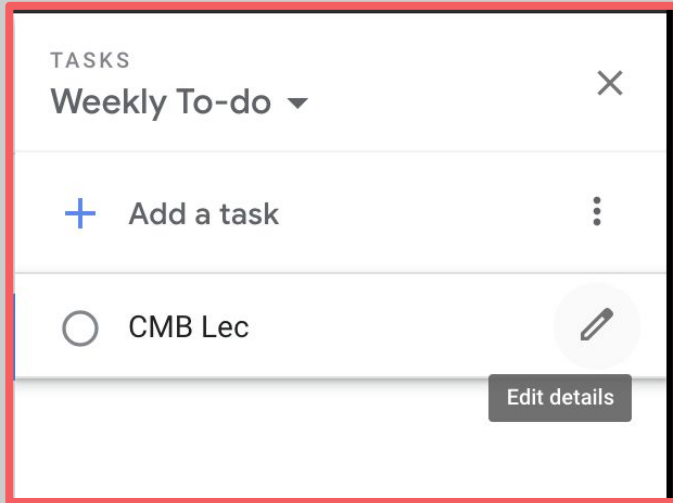 TASKS
Weekly To-do
Add a task
CMB Lec
Edit details